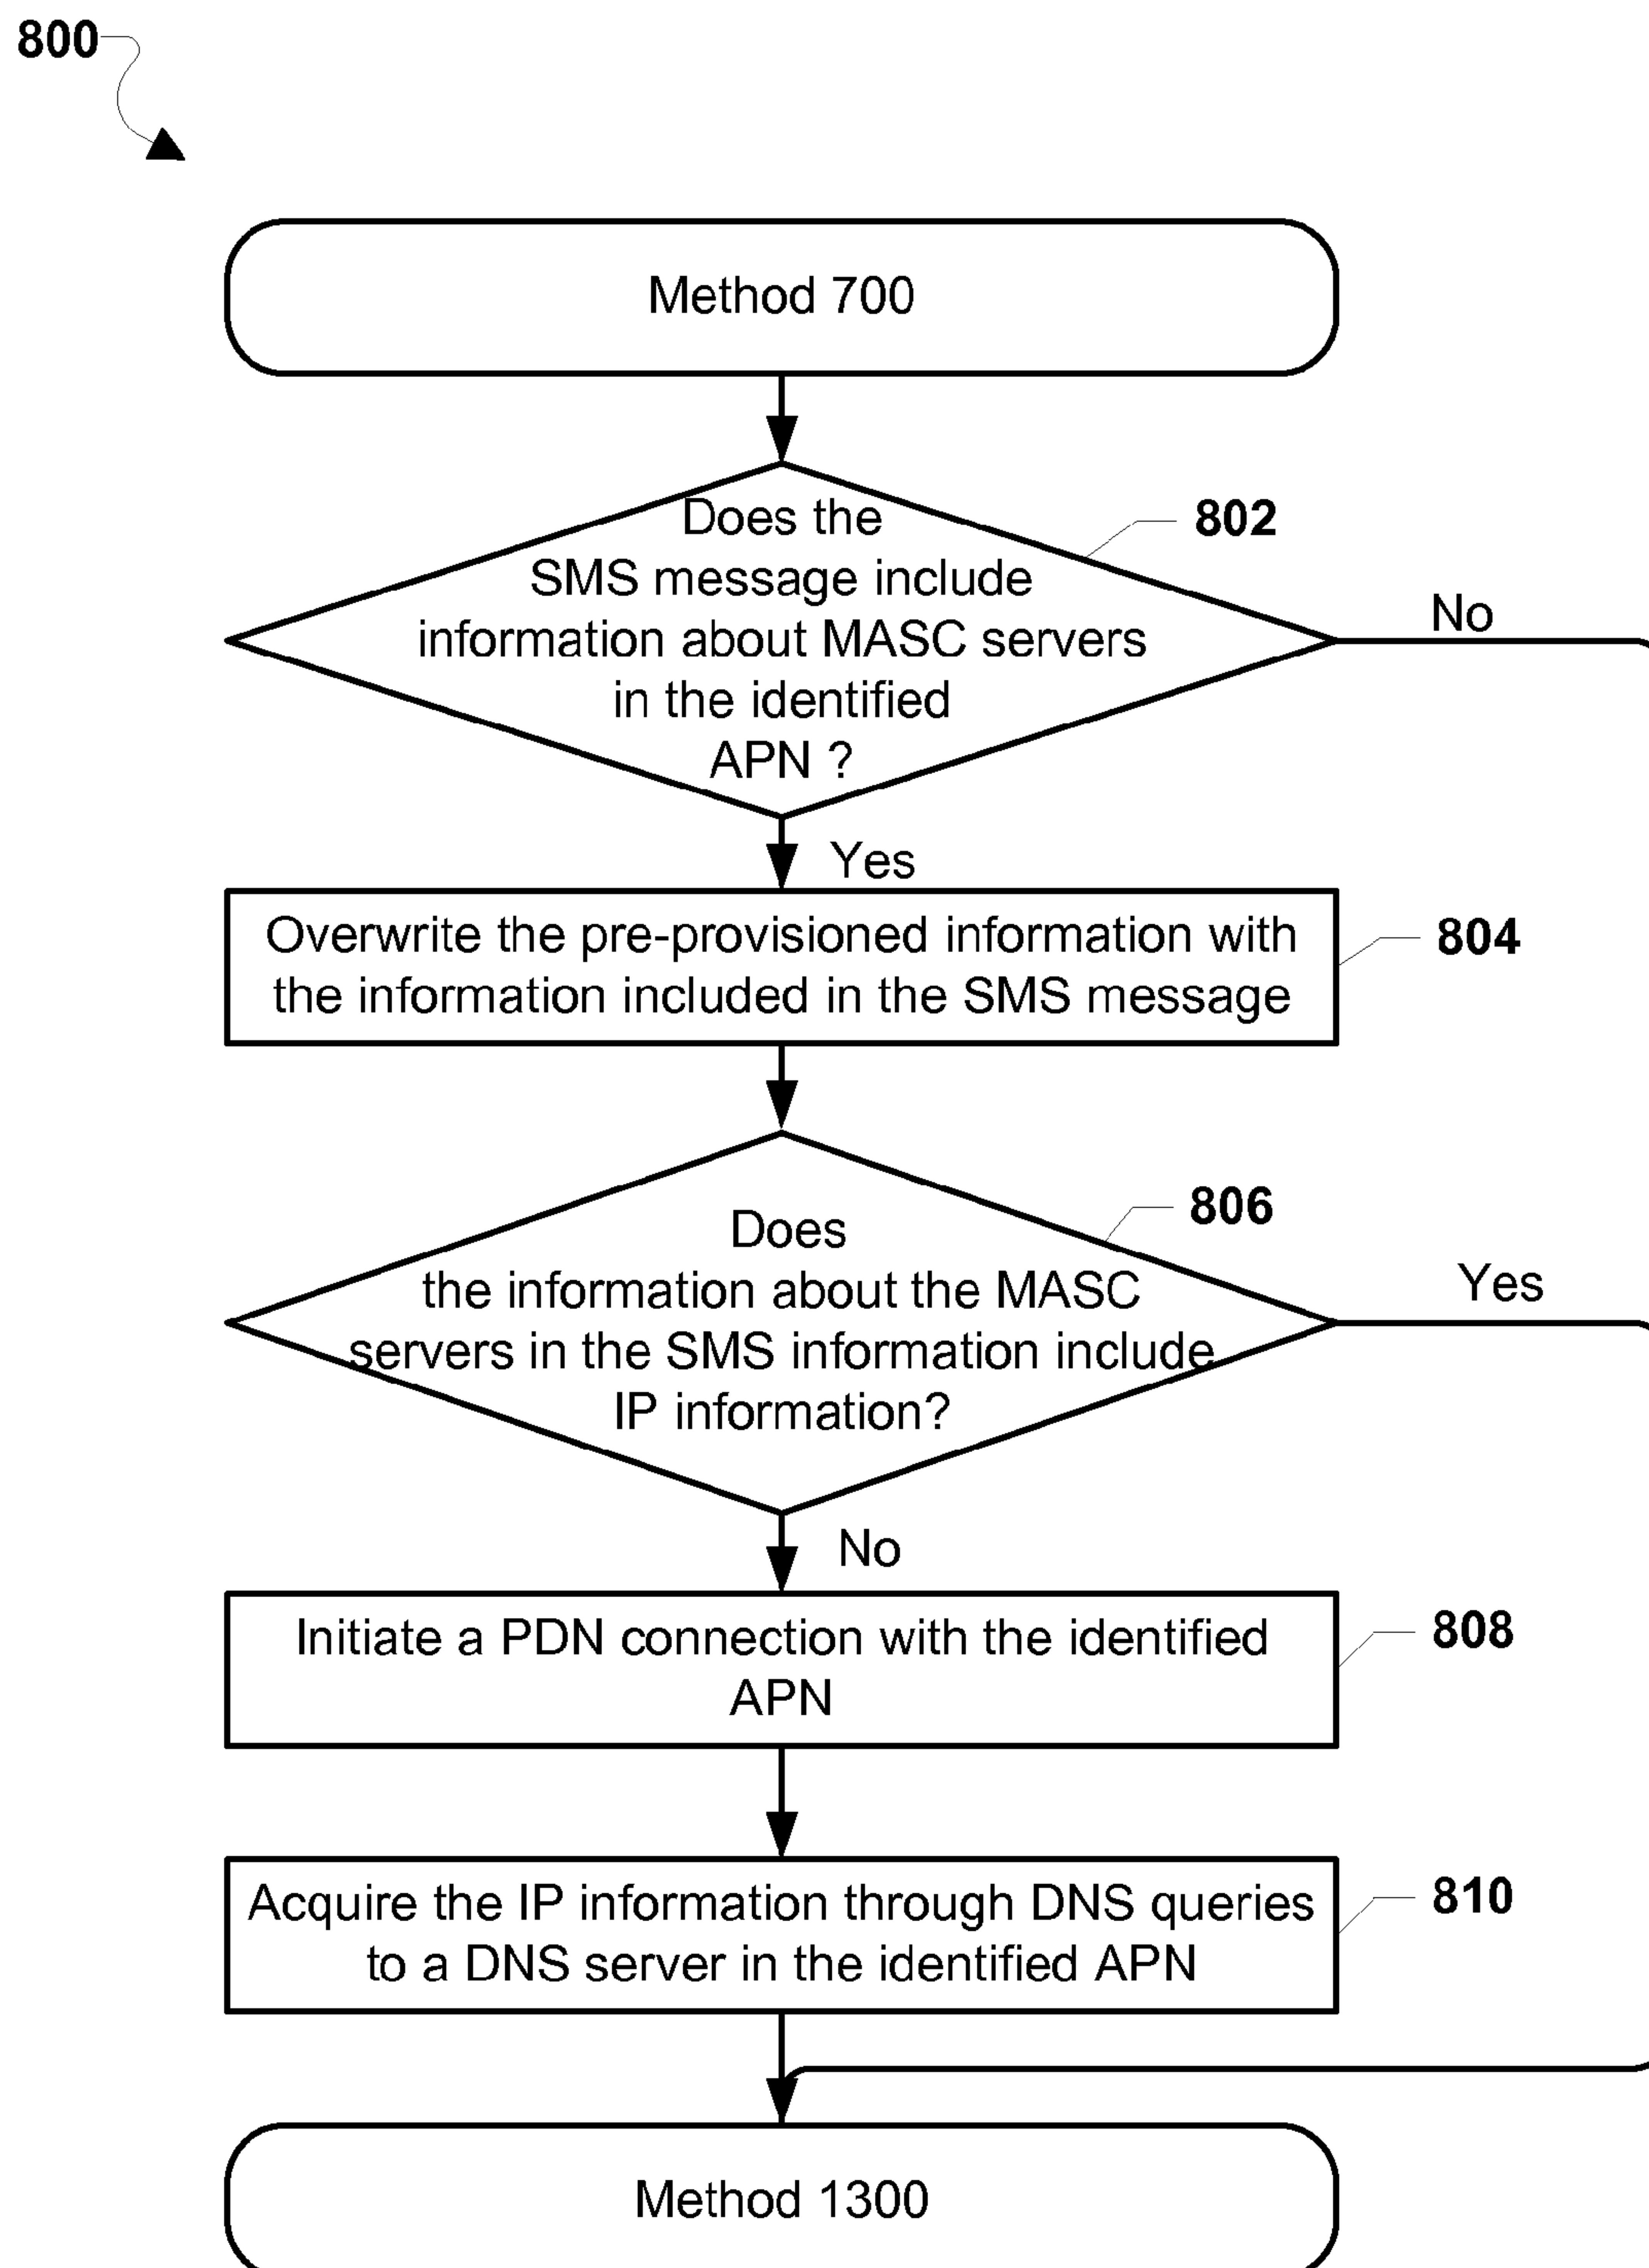 800
Method 700
Does the
SMS message include
information about MASC servers
in the identified
APN ?
802
No
Yes
Overwrite the pre-provisioned information with
the information included in the SMS message
804
Does
the information about the MASC
servers in the SMS information include
IP information?
806
Yes
No
Initiate a PDN connection with the identified
APN
808
Acquire the IP information through DNS queries
to a DNS server in the identified APN
810
Method 1300